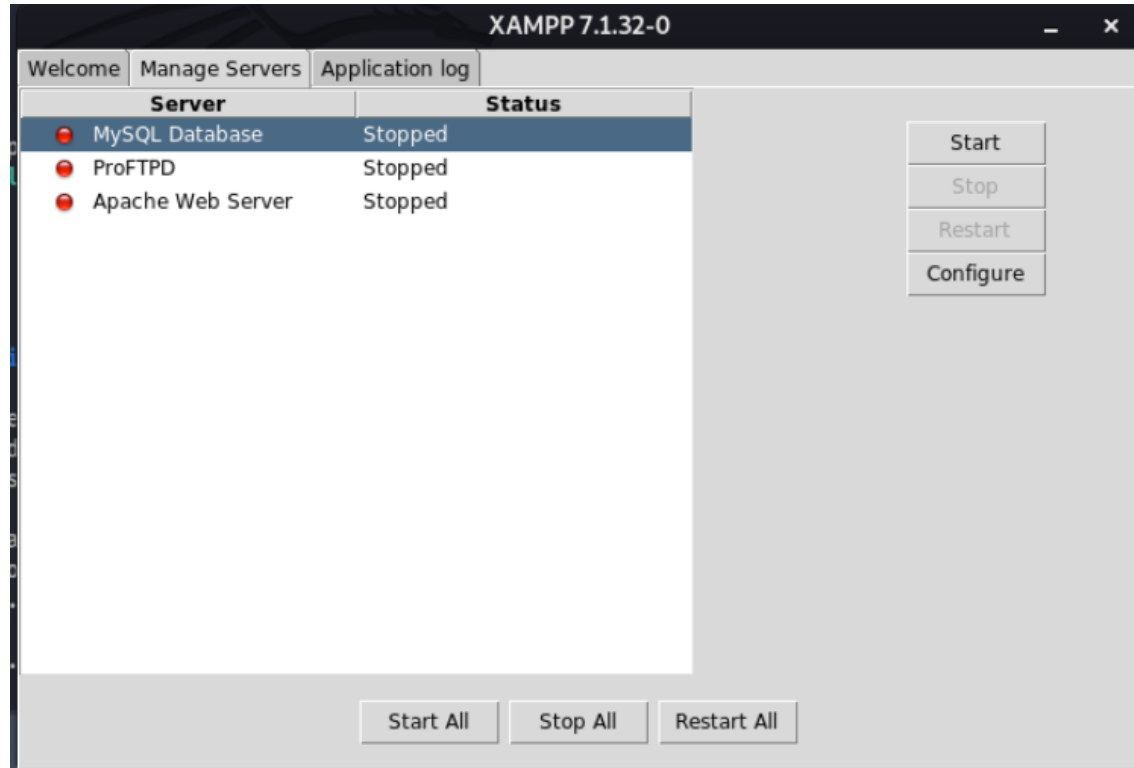 XAMPP 7.1.32-0
Welcome Manage Servers Application log
Server Status
MySQL Database Stopped
ProFTPD Stopped
Apache Web Server Stopped
Start
Stop
Restart
Configure
Start All Stop All Restart All